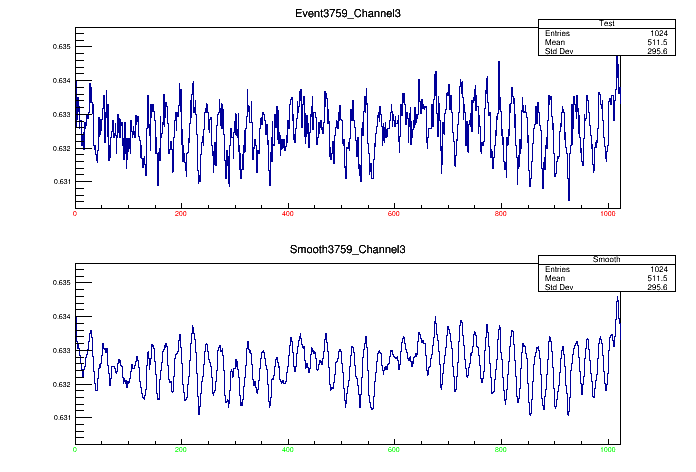 Event3759_Channel3
Test
Entries 1024
Mean 511.5
Std Dev 295.6
0.635
0.634
0.633
0.632
0.631
0 200 400 600 800 1000
Smooth3759_Channel3
Smooth
Entries 1024
Mean 511.5
Std Dev 295.6
0.635
0.634
0.633
0.632
0.631
0 200 400 600 800 1000